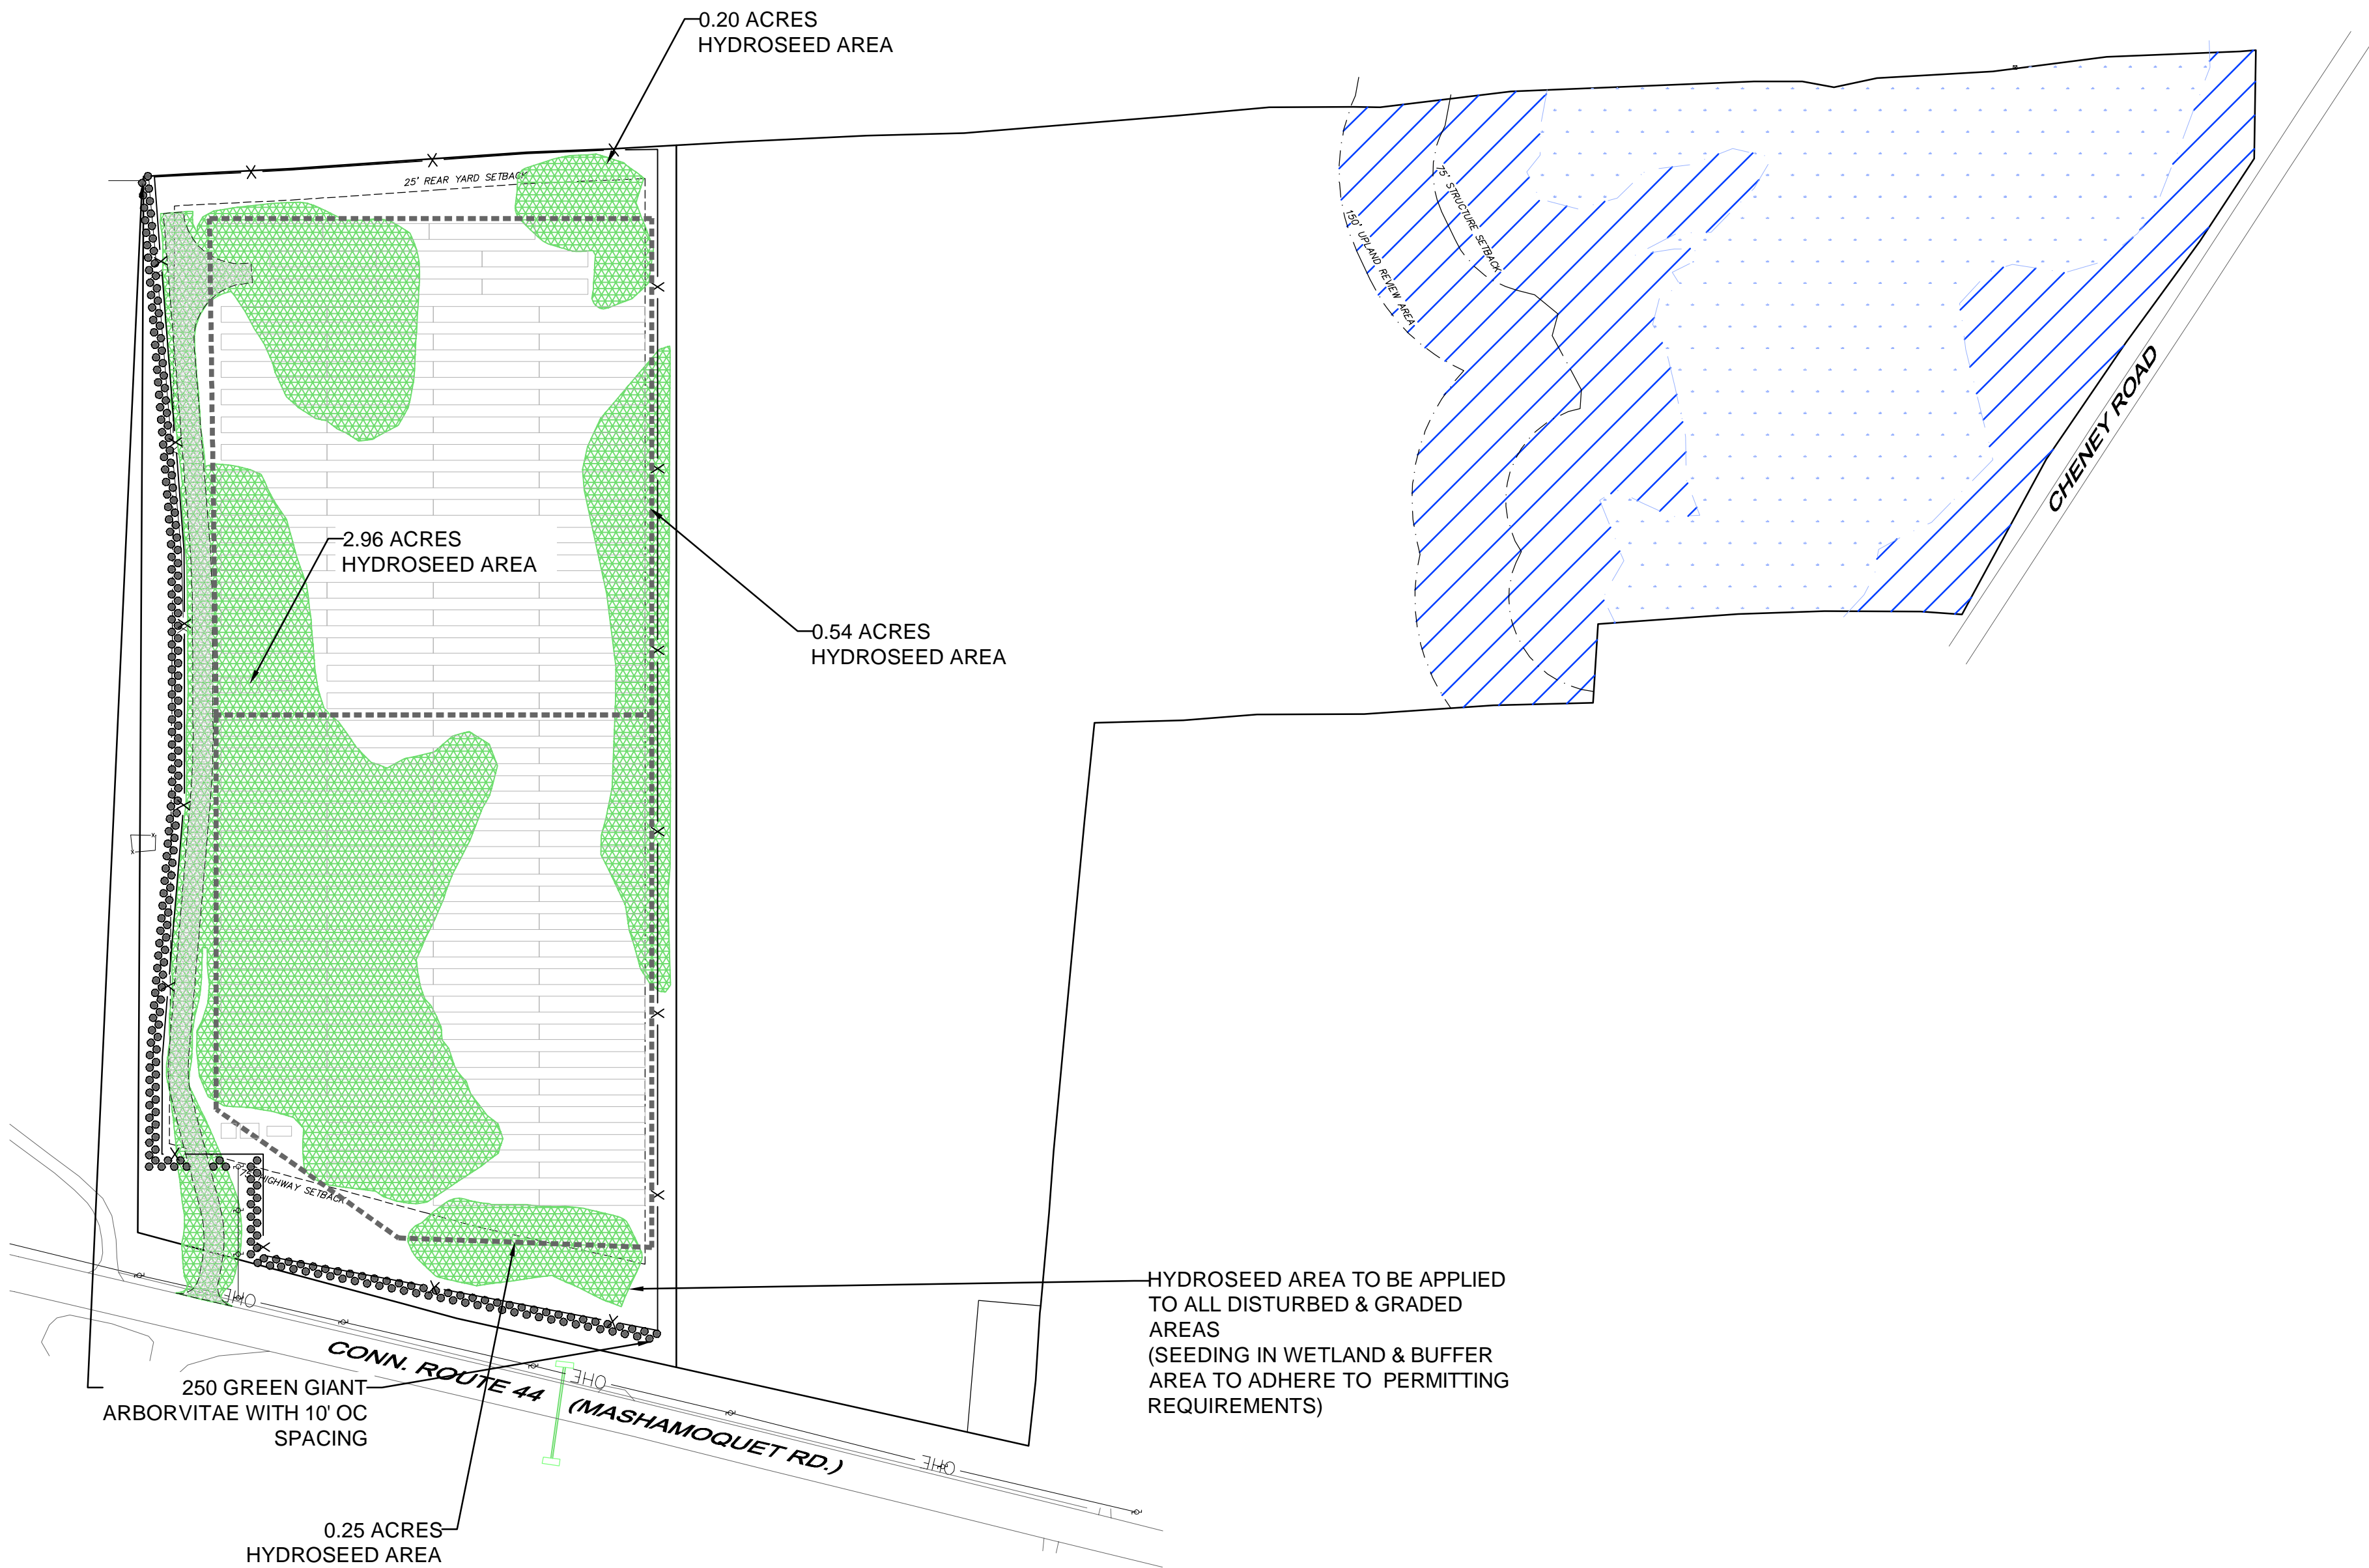 0.20 ACRES
HYDROSEED AREA
25' REAR YARD SETBACK
75' STRUCTURE SETBACK
150' UPLAND REVIEW AREA
CHENEY ROAD
2.96 ACRES
HYDROSEED AREA
0.54 ACRES
HYDROSEED AREA
75' HIGHWAY SETBACK
HYDROSEED AREA TO BE APPLIED
TO ALL DISTURBED & GRADED
AREAS
(SEEDING IN WETLAND & BUFFER
AREA TO ADHERE TO PERMITTING
REQUIREMENTS)
OHE
CONN. ROUTE 44 (MASHAMOQUET RD.)
OHE
OHE
250 GREEN GIANT
ARBORVITAE WITH 10' OC
SPACING
0.25 ACRES
HYDROSEED AREA